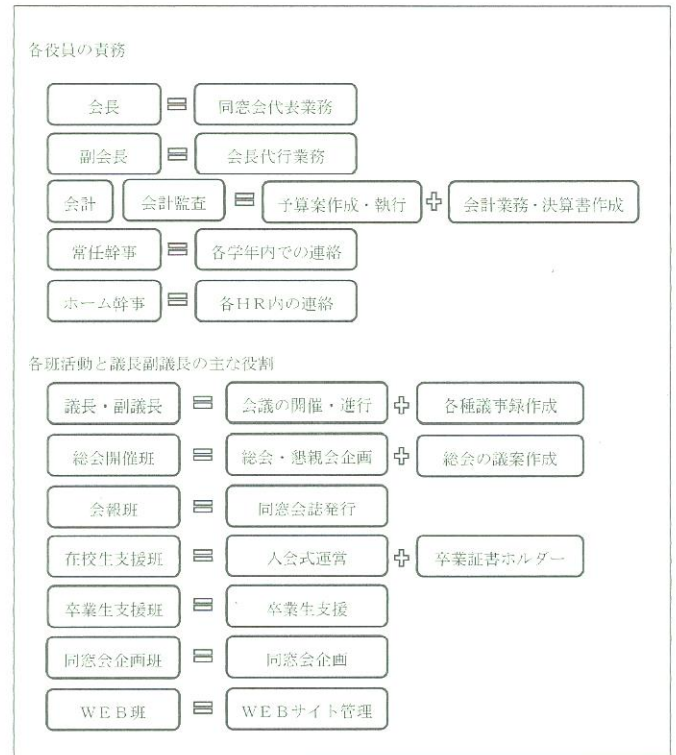 各役員の責務
会長 = 同窓会代表業務
副会長 = 会長代行業務
会計 会計監査 = 予算案作成・執行 + 会計業務・決算書作成
常任幹事 = 各学年内での連絡
ホーム幹事 = 各HR内の連絡
各班活動と議長副議長の主な役割
議長・副議長 = 会議の開催・進行 + 各種議事録作成
総会開催班 = 総会・懇親会企画 + 総会の議案作成
会報班 = 同窓会誌発行
在校生支援班 = 入会式運営 + 卒業証書ホルダー
卒業生支援班 = 卒業生支援
同窓会企画班 = 同窓会企画
WEB班 = WEBサイト管理